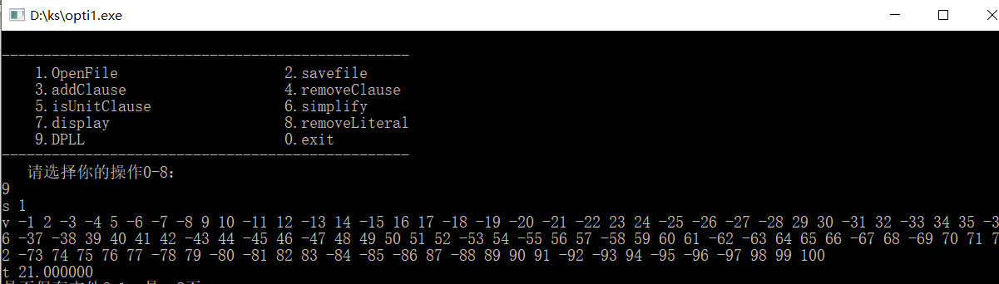 D:\ks\opti1.exe
------------------------------------------------
1.OpenFile 2.savefile
3.addClause 4.removeClause
5.isUnitClause 6.simplify
7.display 8.removeLiteral
9.DPLL 0.exit
------------------------------------------------
请选择你的操作0-8:
9
s 1
v -1 2 -3 -4 5 -6 -7 -8 9 10 -11 12 -13 14 -15 16 17 -18 -19 -20 -21 -22 23 24 -25 -26 -27 -28 29 30 -31 32 -33 34 35 -3
6 -37 -38 39 40 41 42 -43 44 -45 46 -47 48 49 50 51 52 -53 54 -55 56 57 -58 59 60 61 -62 -63 64 65 66 -67 68 -69 70 71 7
2 -73 74 75 76 77 -78 79 -80 -81 82 83 -84 -85 -86 87 -88 89 90 91 -92 -93 94 -95 -96 -97 98 99 100
t 21.000000